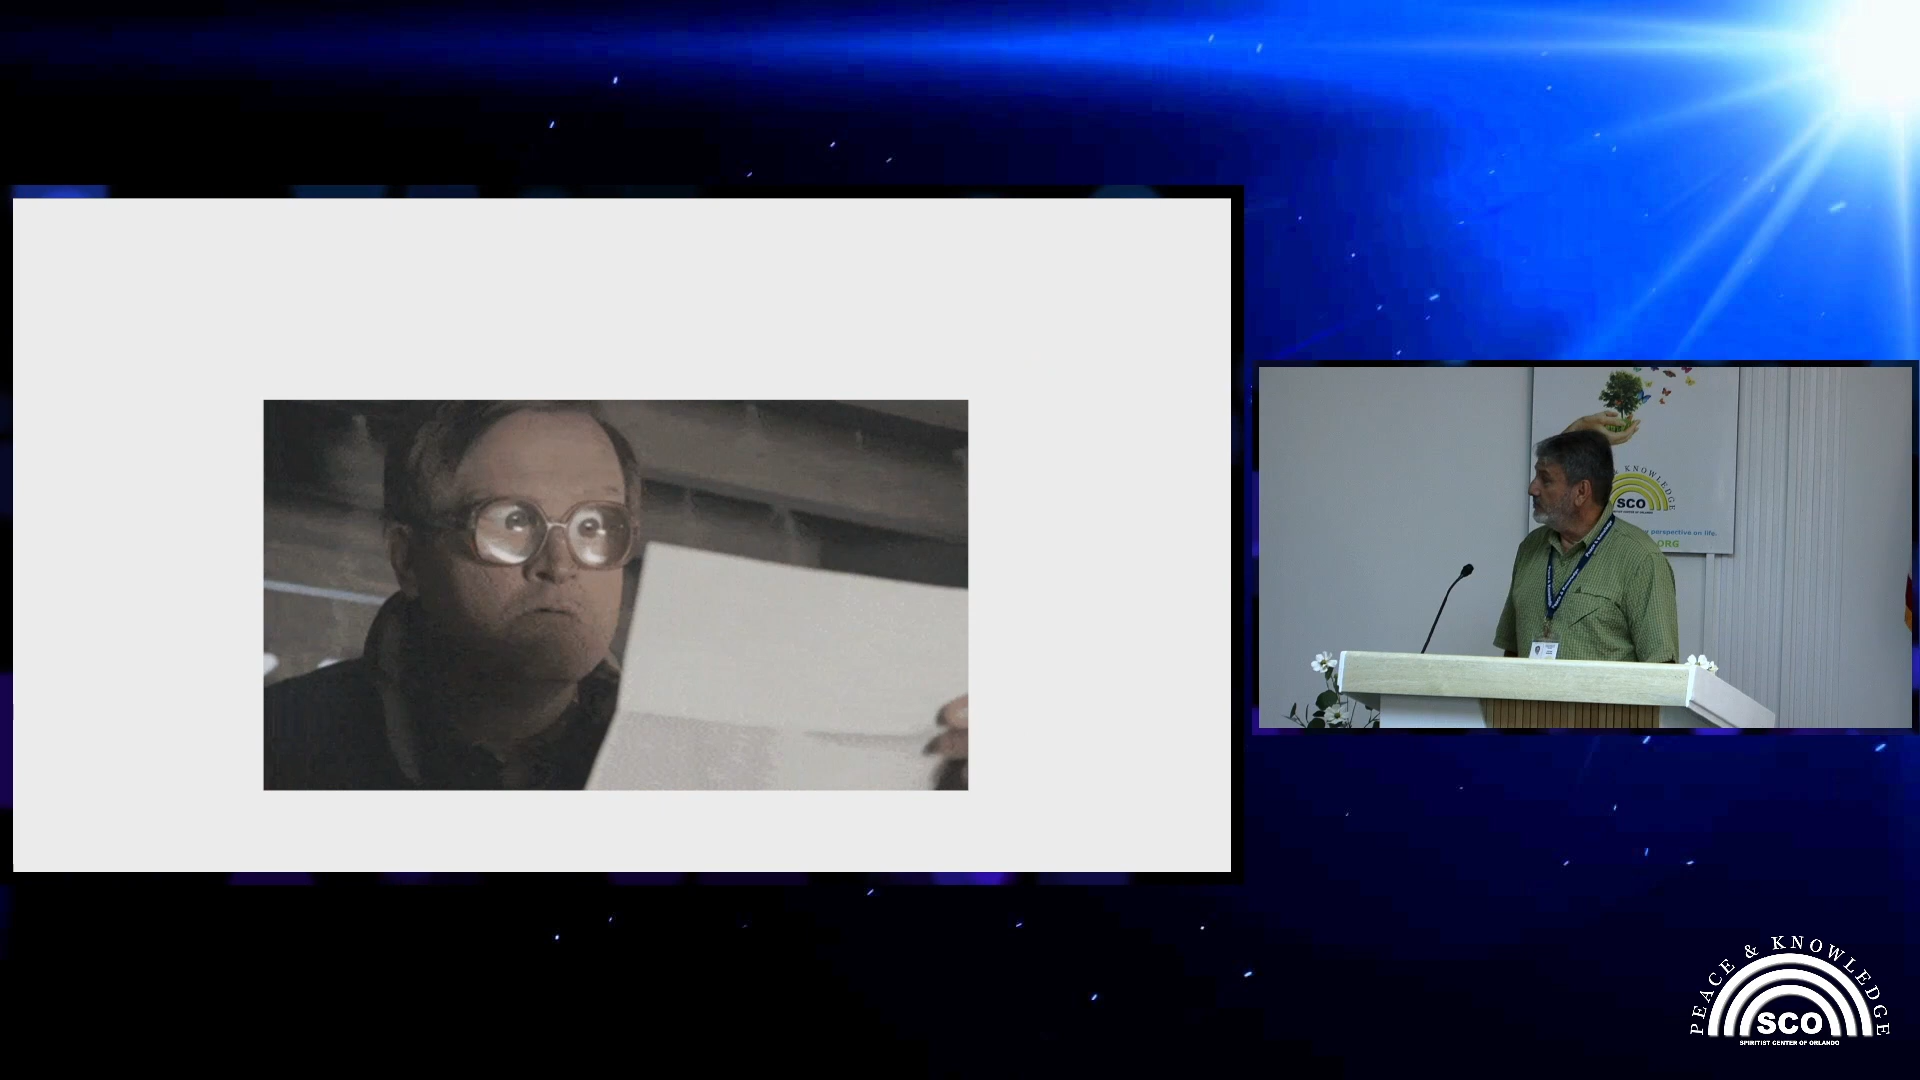 & KNOWLEDGE
SCO
perspective on life.
.ORG
PEACE & KNOWLEDGE
SCO
SPIRITIST CENTER OF ORLANDO